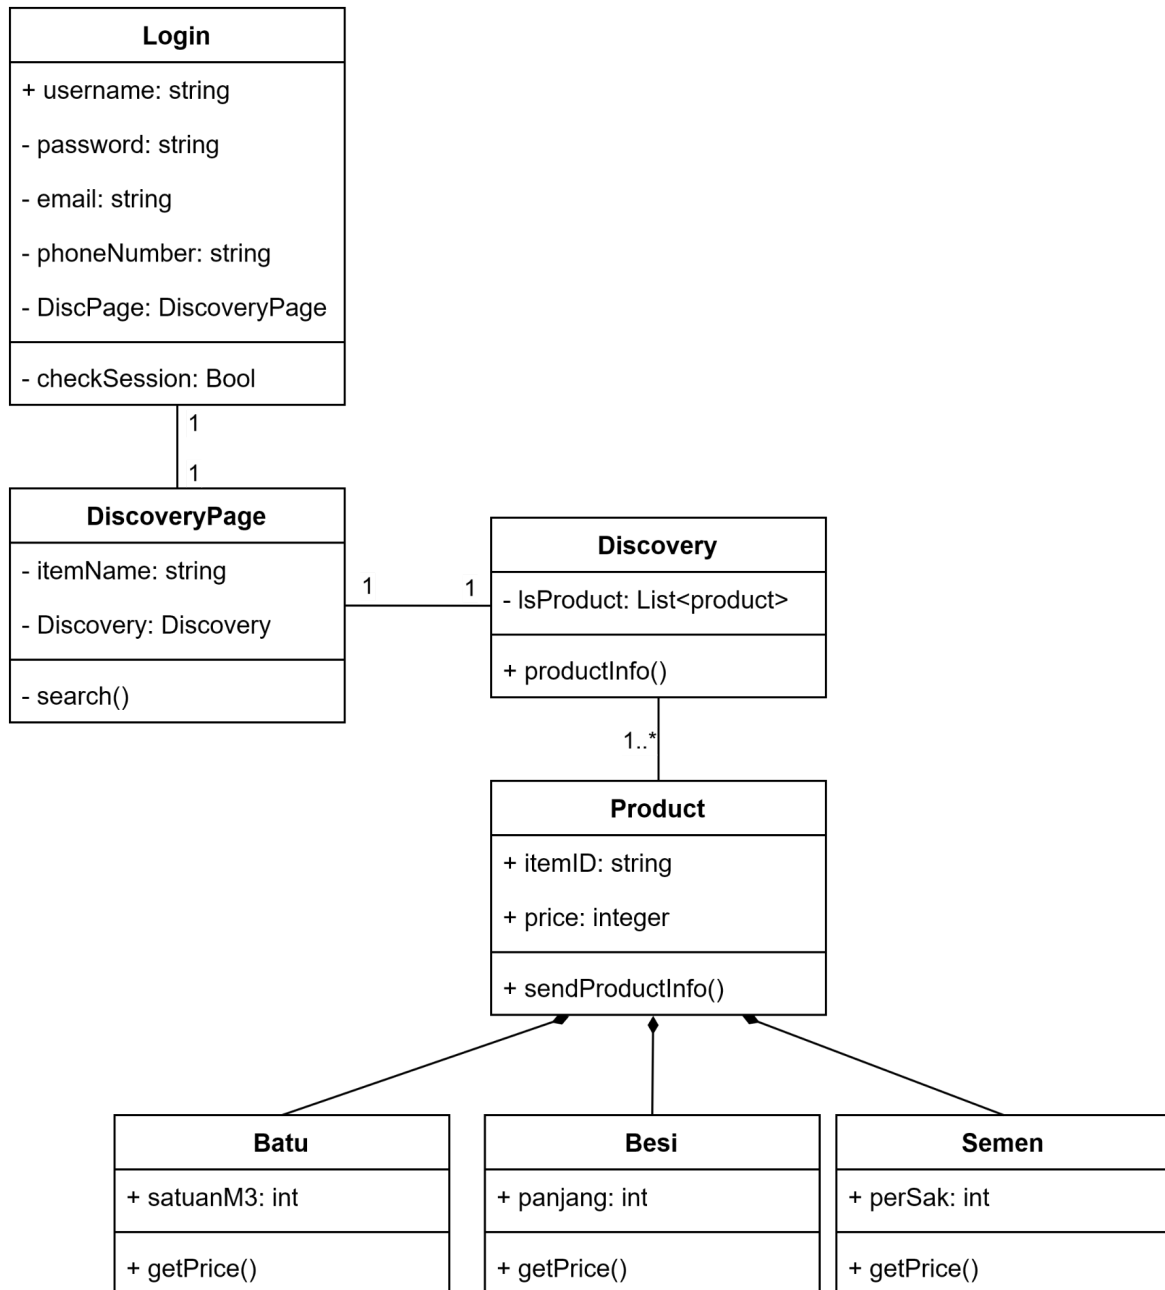 Login
+ username: string
- password: string
- email: string
- phoneNumber: string
- DiscPage: DiscoveryPage
- checkSession: Bool
1
1
DiscoveryPage
- itemName: string
- Discovery: Discovery
- search()
1
1
Discovery
- lsProduct: List<product>
+ productInfo()
1..*
Product
+ itemID: string
+ price: integer
+ sendProductInfo()
Batu
+ satuanM3: int
+ getPrice()
Besi
+ panjang: int
+ getPrice()
Semen
+ perSak: int
+ getPrice()